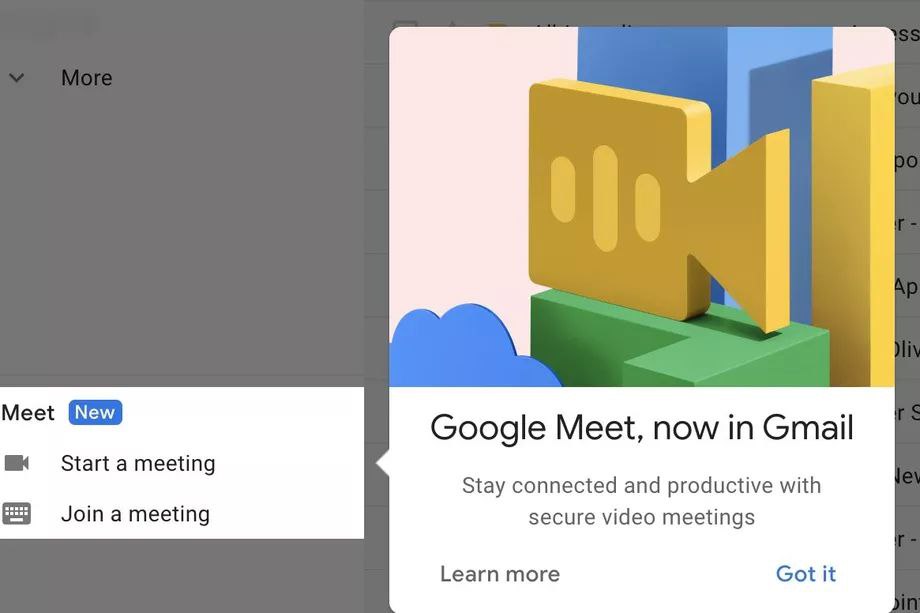 More
Meet New
Start a meeting
Join a meeting
Google Meet, now in Gmail
Stay connected and productive with
secure video meetings
Learn more Got it